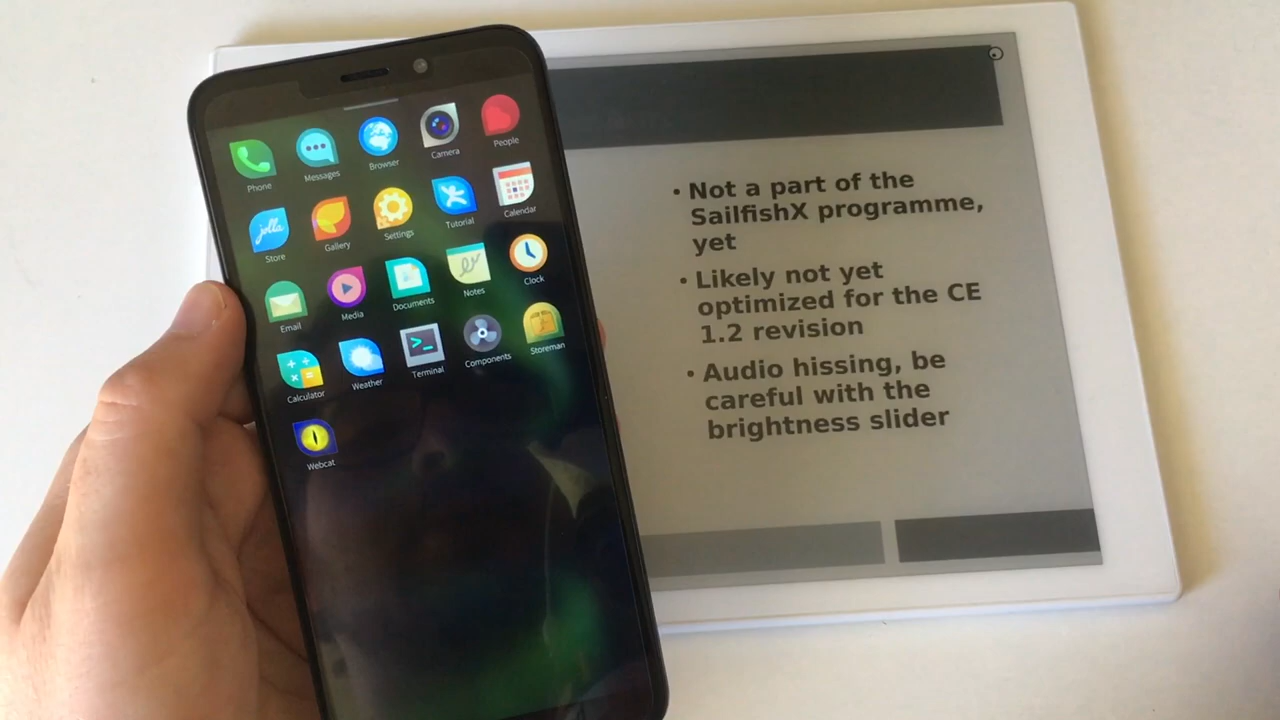 Phone
Messages
Browser
Camera
People
jolla
Store
Gallery
Settings
Tutorial
Calendar
Email
Media
Documents
Notes
Clock
Calculator
Weather
>_
Terminal
Components
Storeman
Webcat
• Not a part of the
SailfishX programme,
yet
• Likely not yet
optimized for the CE
1.2 revision
• Audio hissing, be
careful with the
brightness slider